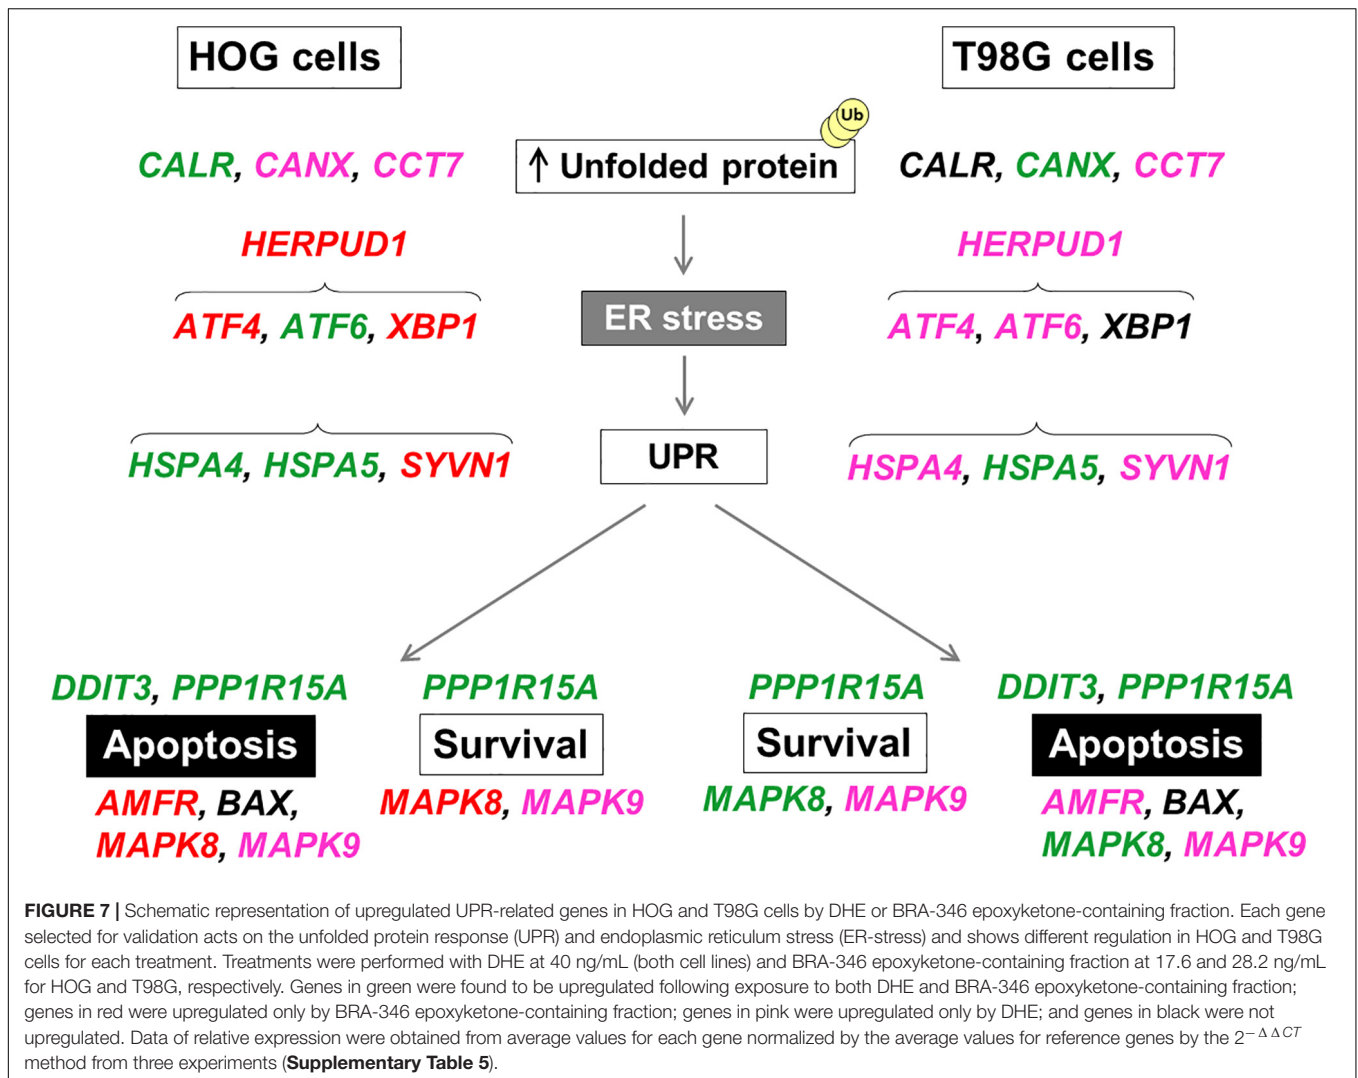 HOG cells
T98G cells
Ub
CALR, CANX, CCT7
↑ Unfolded protein
CALR, CANX, CCT7
HERPUD1
HERPUD1
ATF4, ATF6, XBP1
ER stress
ATF4, ATF6, XBP1
HSPA4, HSPA5, SYVN1
UPR
HSPA4, HSPA5, SYVN1
DDIT3, PPP1R15A
PPP1R15A
PPP1R15A
DDIT3, PPP1R15A
Apoptosis
Survival
Survival
Apoptosis
AMFR, BAX,
MAPK8, MAPK9
MAPK8, MAPK9
MAPK8, MAPK9
AMFR, BAX,
MAPK8, MAPK9
FIGURE 7 | Schematic representation of upregulated UPR-related genes in HOG and T98G cells by DHE or BRA-346 epoxyketone-containing fraction. Each gene
selected for validation acts on the unfolded protein response (UPR) and endoplasmic reticulum stress (ER-stress) and shows different regulation in HOG and T98G
cells for each treatment. Treatments were performed with DHE at 40 ng/mL (both cell lines) and BRA-346 epoxyketone-containing fraction at 17.6 and 28.2 ng/mL
for HOG and T98G, respectively. Genes in green were found to be upregulated following exposure to both DHE and BRA-346 epoxyketone-containing fraction;
genes in red were upregulated only by BRA-346 epoxyketone-containing fraction; genes in pink were upregulated only by DHE; and genes in black were not
upregulated. Data of relative expression were obtained from average values for each gene normalized by the average values for reference genes by the 2−ΔΔCT
method from three experiments (Supplementary Table 5).